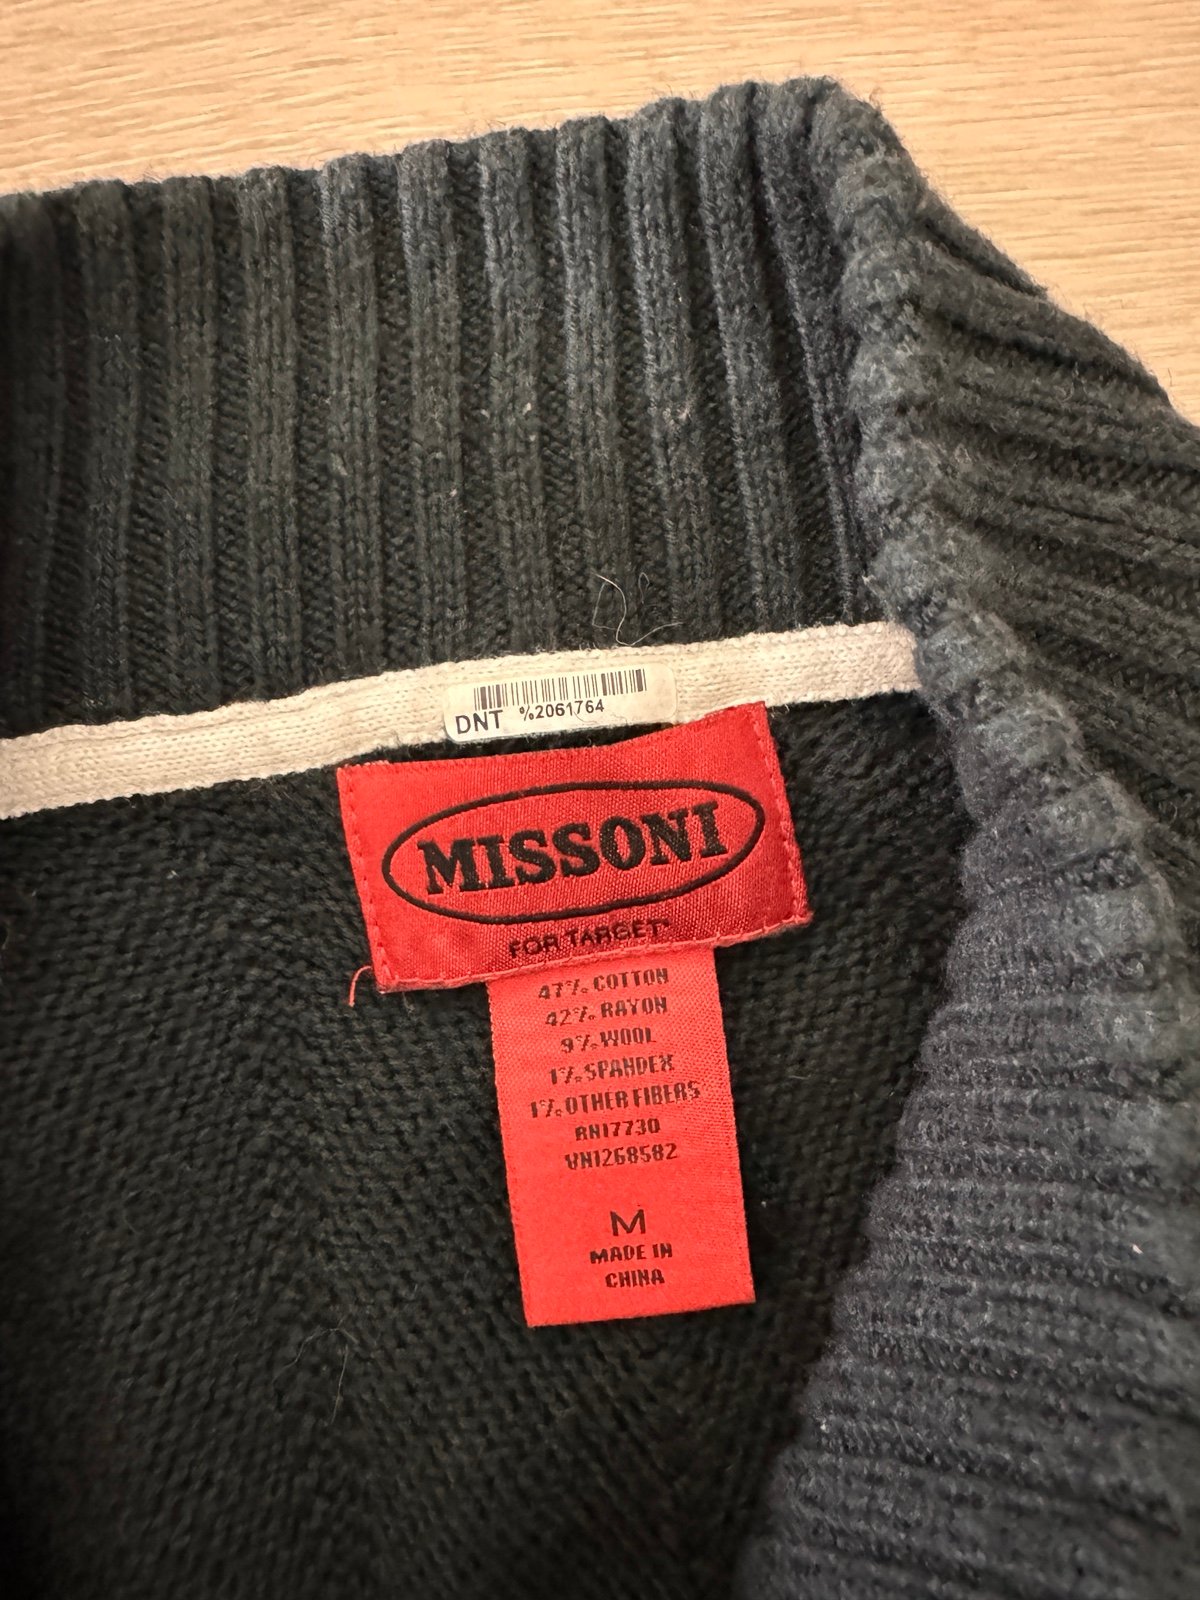 DNT %2061764
MISSONI
FOR TARGET*
47% COTTON
42% RAYON
9% WOOL
1% SPANDEX
1% OTHER FIBERS
RN17730
VN1268582
M
MADE IN
CHINA